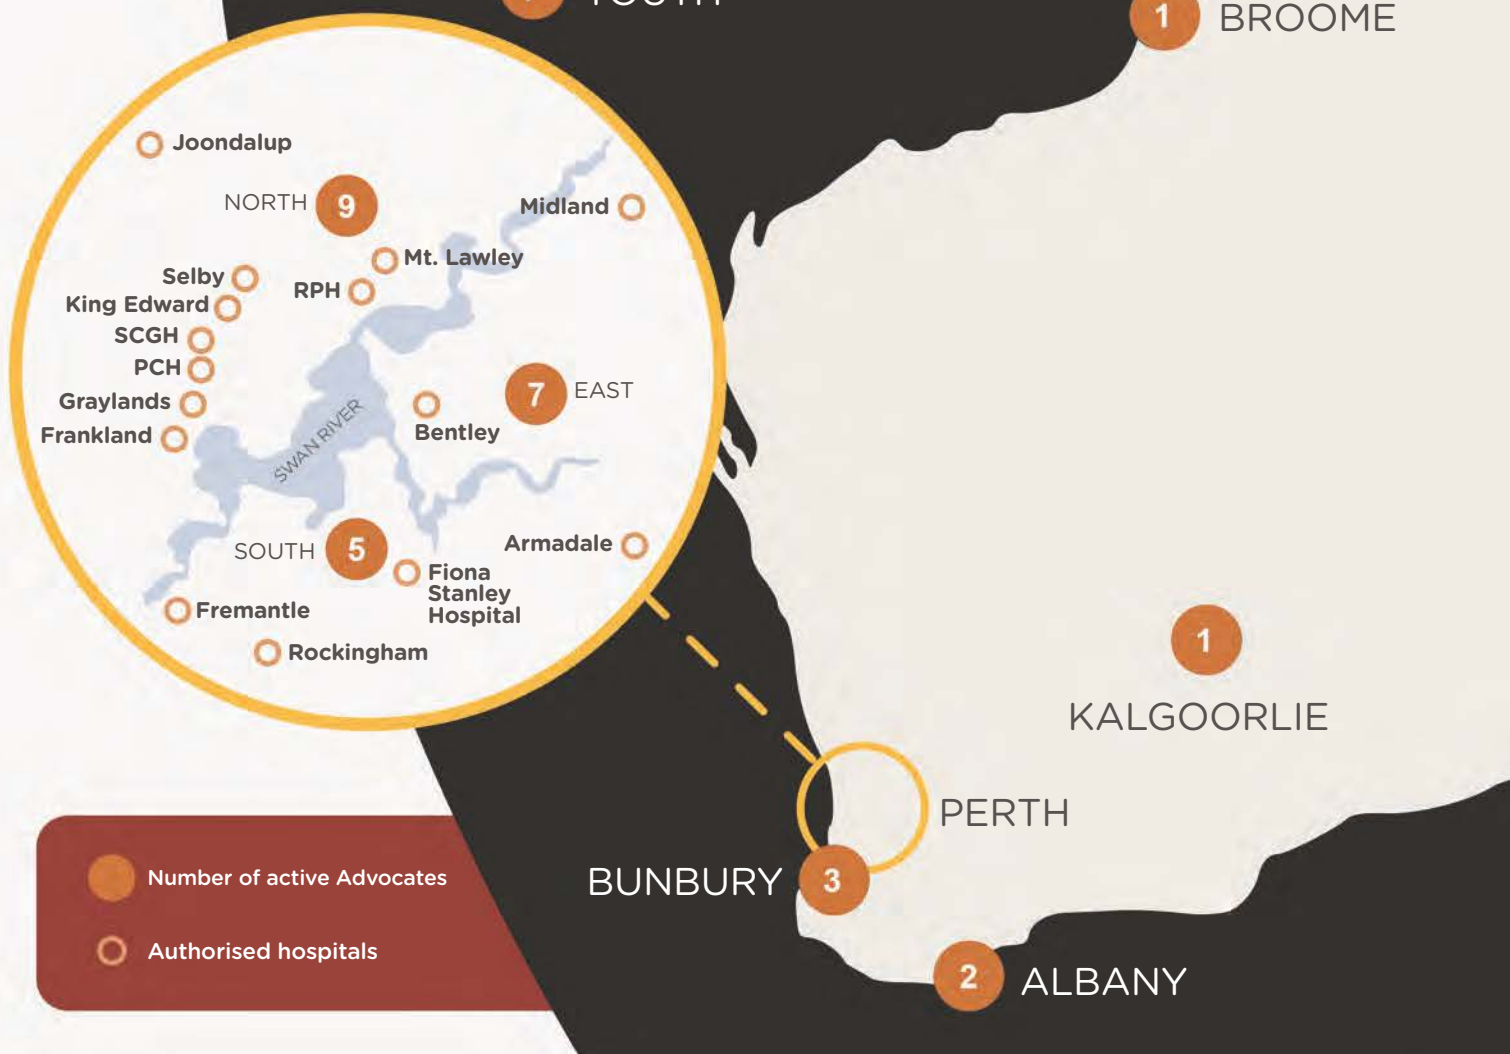 YOUTH
1
BROOME
Joondalup
NORTH
9
Midland
Mt. Lawley
Selby
RPH
King Edward
SCGH
PCH
Graylands
7
EAST
Frankland
Bentley
SWAN RIVER
SOUTH
5
Armadale
Fiona
Stanley
Hospital
Fremantle
Rockingham
1
KALGOORLIE
PERTH
BUNBURY
3
Number of active Advocates
Authorised hospitals
2
ALBANY